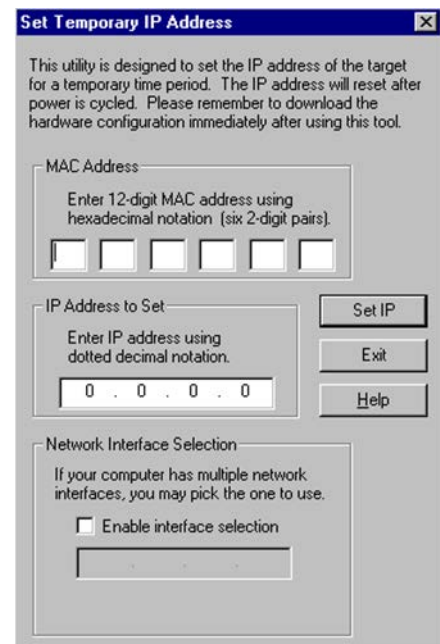 Set Temporary IP Address
This utility is designed to set the IP address of the target
for a temporary time period.  The IP address will reset after
power is cycled.  Please remember to download the
hardware configuration immediately after using this tool.
MAC Address
Enter 12-digit MAC address using
hexadecimal notation  (six 2-digit pairs).
IP Address to Set
Enter IP address using
dotted decimal notation.
0 . 0 . 0 . 0
Set IP
Exit
Help
Network Interface Selection
If your computer has multiple network
interfaces, you may pick the one to use.
Enable interface selection
. . .